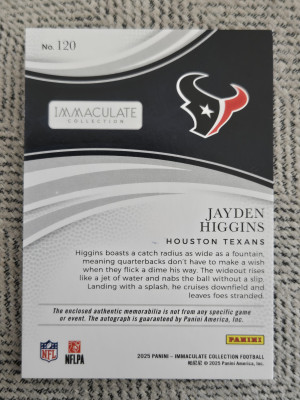 No. 120
IMMACULATE
COLLECTION
JAYDEN
HIGGINS
HOUSTON TEXANS
Higgins boasts a catch radius as wide as a fountain,
meaning quarterbacks don't have to make a wish
when they flick a dime his way. The wideout rises
like a jet of water and nabs the ball without a slip.
Landing with a splash, he cruises downfield and
leaves foes stranded.
The enclosed authentic memorabilia is not from any specific game
or event. The autograph is guaranteed by Panini America, Inc.
NFL
NFLPA
PANINI
2025 PANINI – IMMACULATE COLLECTION FOOTBALL
© 2025 Panini America, Inc.